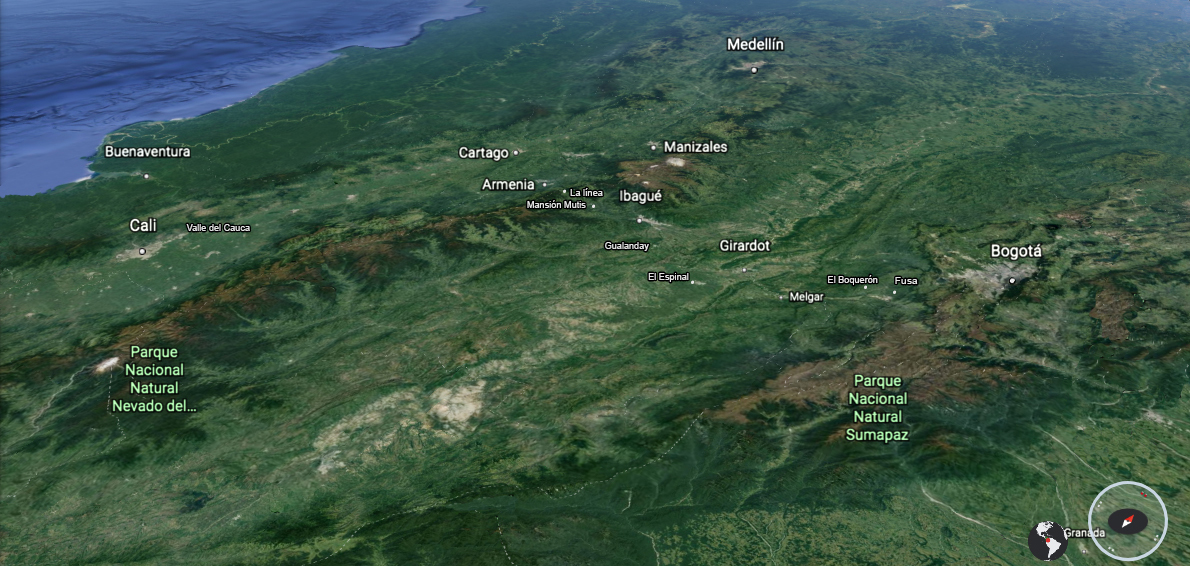 Medellín
Buenaventura
Cartago
Manizales
Armenia
La línea
Ibagué
Mansión Mutis
Cali
Valle del Cauca
Gualanday
Girardot
Bogotá
El Espinal
El Boquerón
Fusa
Melgar
Parque
Nacional
Natural
Nevado del...
Parque
Nacional
Natural
Sumapaz
Granada